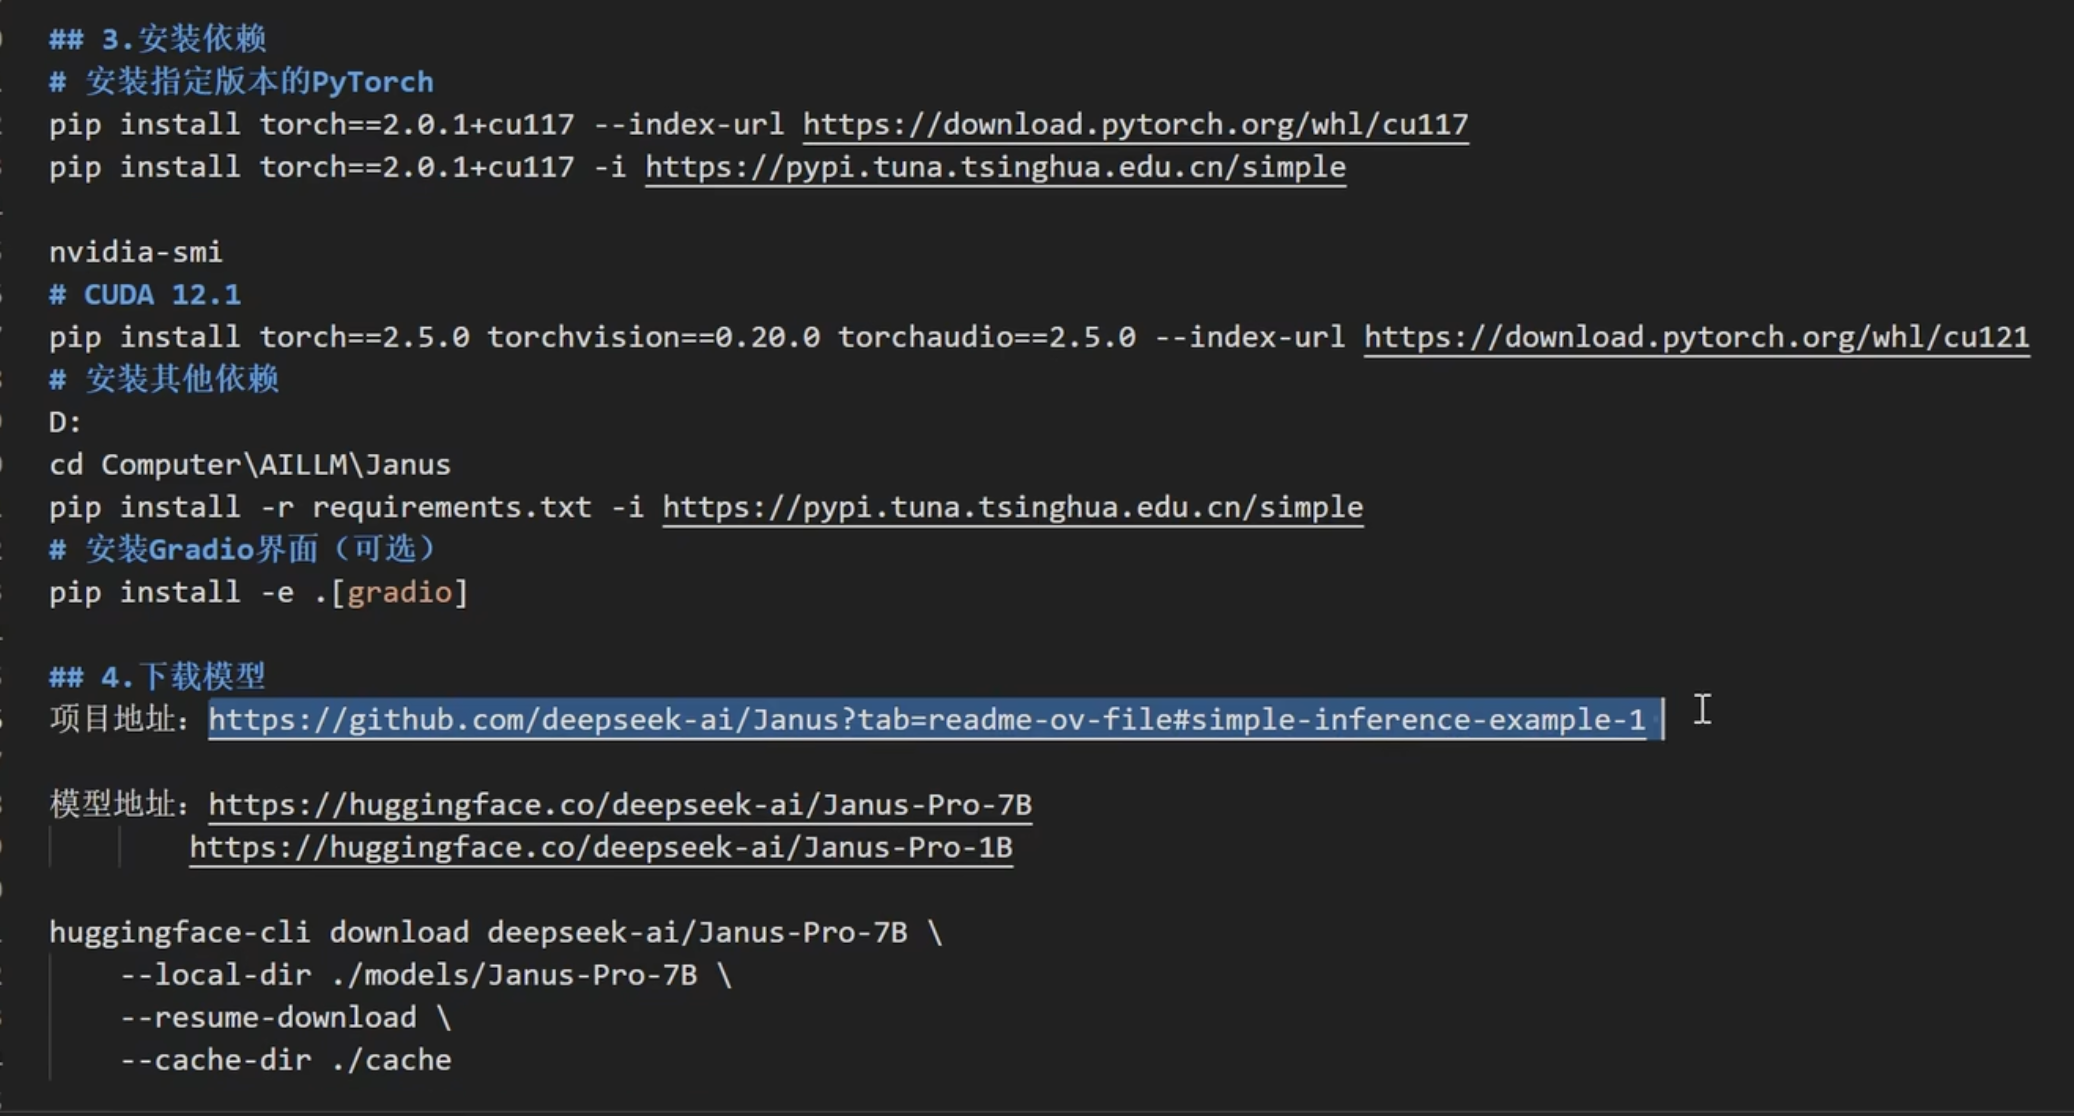 ## 3.安装依赖
# 安装指定版本的PyTorch
pip install torch==2.0.1+cu117 --index-url https://download.pytorch.org/whl/cu117
pip install torch==2.0.1+cu117 -i https://pypi.tuna.tsinghua.edu.cn/simple
nvidia-smi
# CUDA 12.1
pip install torch==2.5.0 torchvision==0.20.0 torchaudio==2.5.0 --index-url https://download.pytorch.org/whl/cu121
# 安装其他依赖
D:
cd Computer\AILLM\Janus
pip install -r requirements.txt -i https://pypi.tuna.tsinghua.edu.cn/simple
# 安装Gradio界面（可选）
pip install -e .[gradio]
## 4.下载模型
项目地址：https://github.com/deepseek-ai/Janus?tab=readme-ov-file#simple-inference-example-1
模型地址：https://huggingface.co/deepseek-ai/Janus-Pro-7B
https://huggingface.co/deepseek-ai/Janus-Pro-1B
huggingface-cli download deepseek-ai/Janus-Pro-7B \
--local-dir ./models/Janus-Pro-7B \
--resume-download \
--cache-dir ./cache